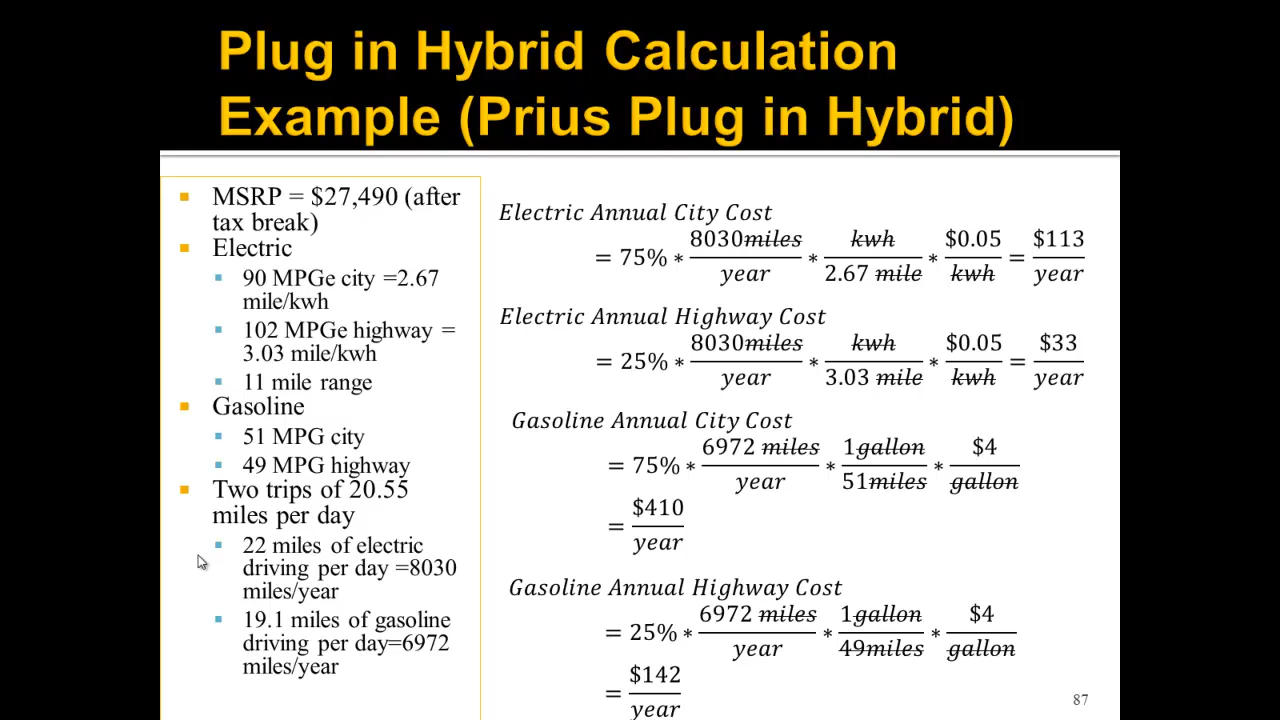 Plug in Hybrid Calculation
Example (Prius Plug in Hybrid)
MSRP = $27,490 (after
tax break)
Electric
90 MPGe city =2.67
mile/kwh
102 MPGe highway =
3.03 mile/kwh
11 mile range
Gasoline
51 MPG city
49 MPG highway
Two trips of 20.55
miles per day
22 miles of electric
driving per day =8030
miles/year
19.1 miles of gasoline
driving per day=6972
miles/year
Electric Annual City Cost
= 75% * 8030miles/year * kwh/2.67 mile * $0.05/kwh = $113/year
Electric Annual Highway Cost
= 25% * 8030miles/year * kwh/3.03 mile * $0.05/kwh = $33/year
Gasoline Annual City Cost
= 75% * 6972 miles/year * 1gallon/51miles * $4/gallon
= $410/year
Gasoline Annual Highway Cost
= 25% * 6972 miles/year * 1gallon/49miles * $4/gallon
= $142/year
87